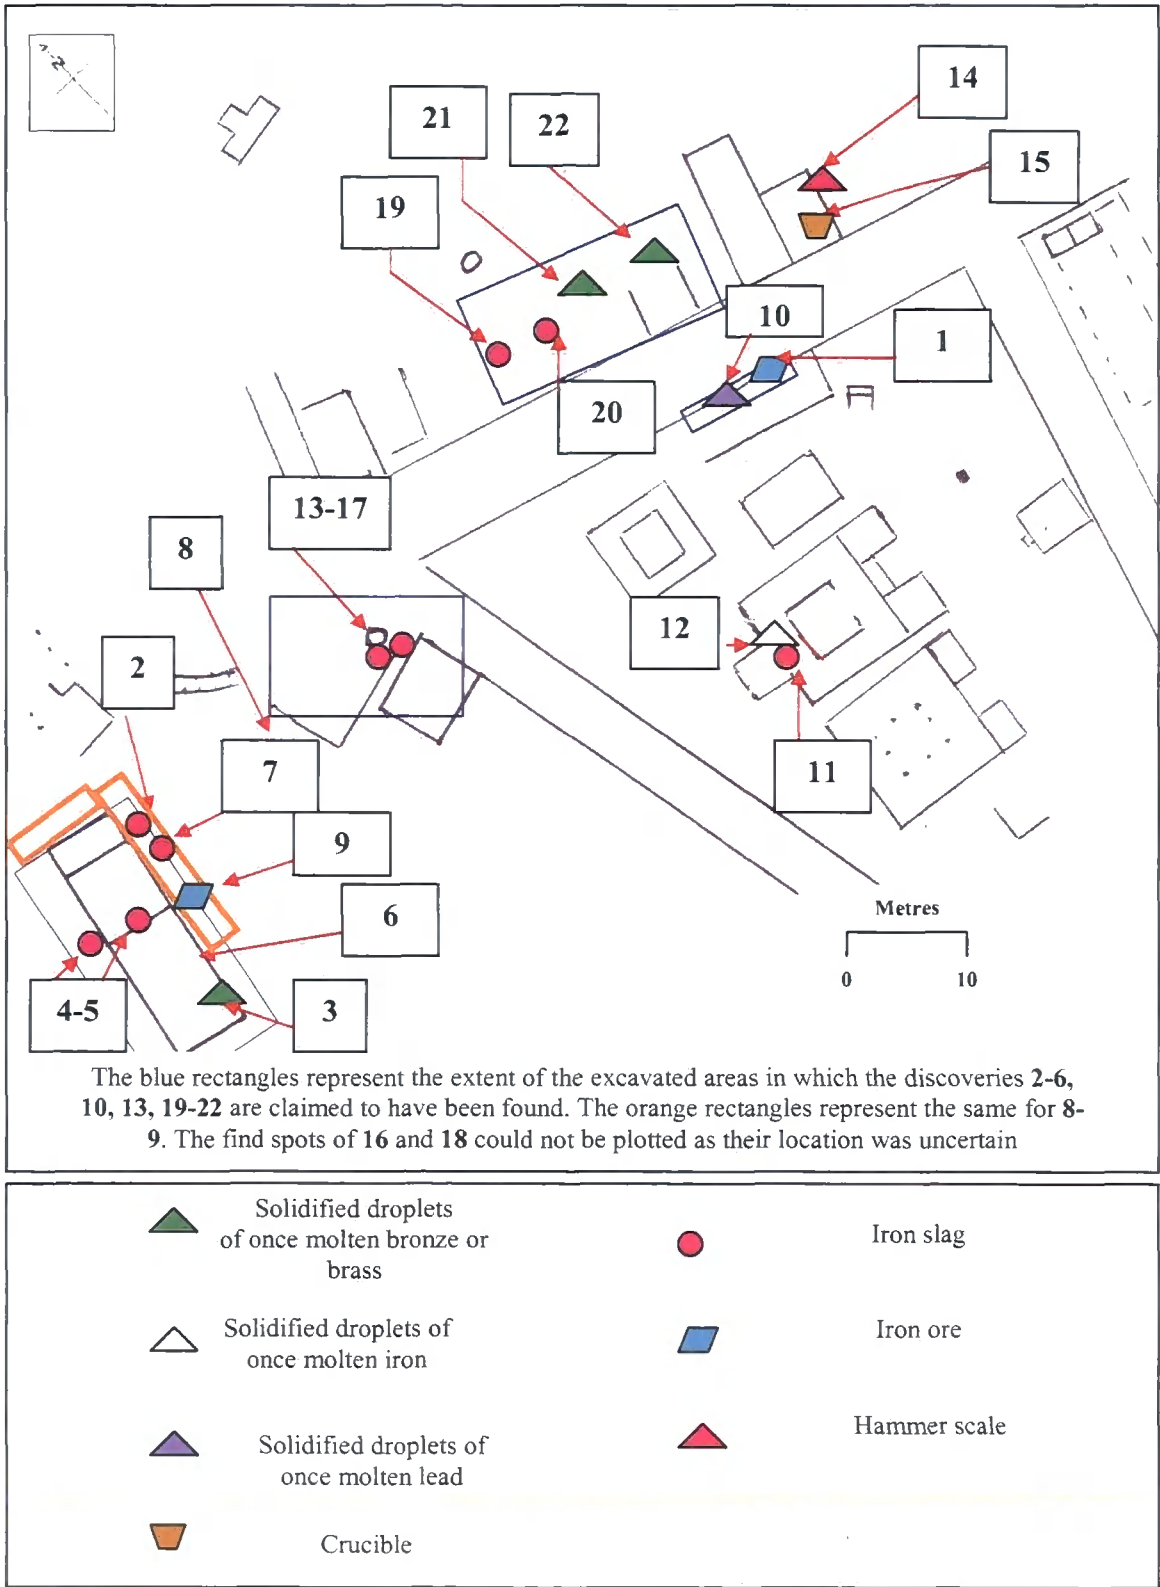 N
14
21
22
15
19
10
1
20
13-17
8
12
2
7
11
9
6
Metres
0 10
4-5
3
The blue rectangles represent the extent of the excavated areas in which the discoveries 2-6,
10, 13, 19-22 are claimed to have been found. The orange rectangles represent the same for 8-
9. The find spots of 16 and 18 could not be plotted as their location was uncertain
Solidified droplets
of once molten bronze or
brass
Iron slag
Solidified droplets of
once molten iron
Iron ore
Solidified droplets of
once molten lead
Hammer scale
Crucible